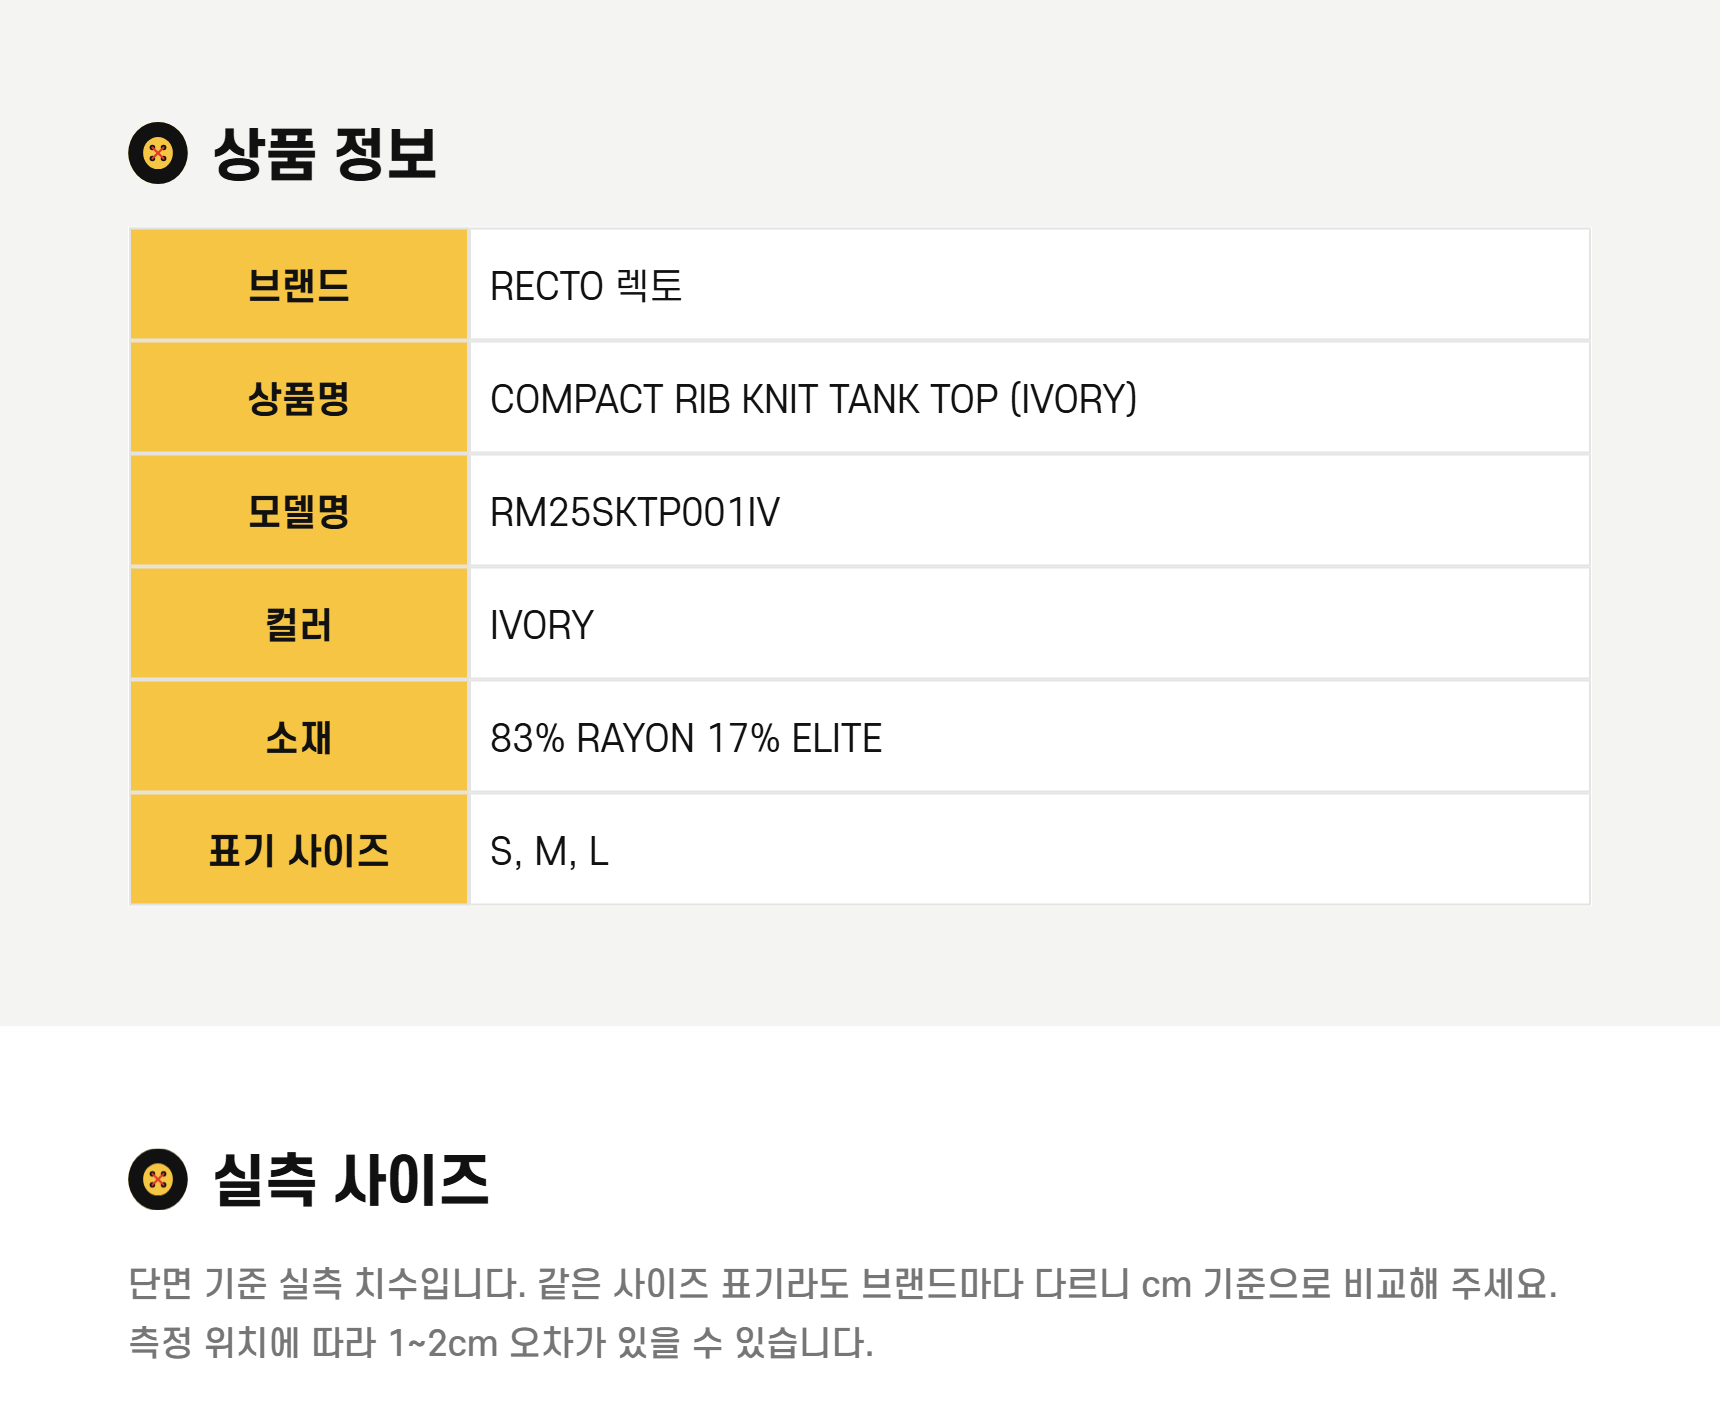 상품 정보
브랜드 RECTO 렉토
상품명 COMPACT RIB KNIT TANK TOP (IVORY)
모델명 RM25SKTP001IV
컬러 IVORY
소재 83% RAYON 17% ELITE
표기 사이즈 S, M, L
실측 사이즈
단면 기준 실측 치수입니다. 같은 사이즈 표기라도 브랜드마다 다르니 cm 기준으로 비교해 주세요.
측정 위치에 따라 1~2cm 오차가 있을 수 있습니다.